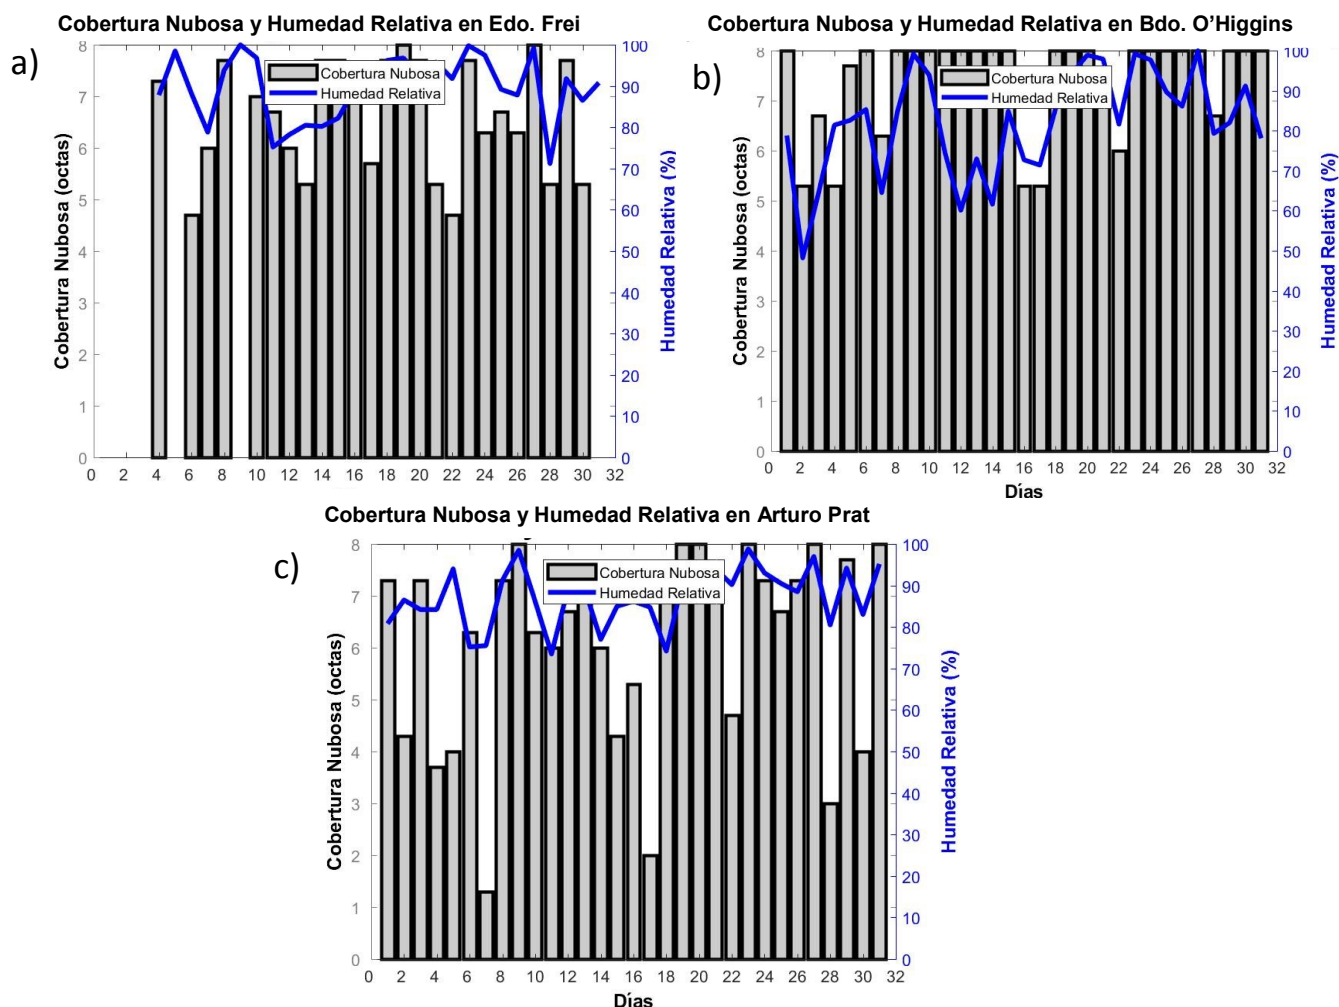 Cobertura Nubosa y Humedad Relativa en Edo. Frei
a)
Cobertura Nubosa (octas)
8
7
6
5
4
3
2
1
0
Cobertura Nubosa
Humedad Relativa
100
90
80
70
60
50
40
30
20
10
0
Humedad Relativa (%)
0 2 4 6 8 10 12 14 16 18 20 22 24 26 28 30 32
Cobertura Nubosa y Humedad Relativa en Bdo. O’Higgins
b)
Cobertura Nubosa (octas)
8
7
6
5
4
3
2
1
0
Cobertura Nubosa
Humedad Relativa
100
90
80
70
60
50
40
30
20
10
0
Humedad Relativa (%)
0 2 4 6 8 10 12 14 16 18 20 22 24 26 28 30 32
Días
Cobertura Nubosa y Humedad Relativa en Arturo Prat
c)
Cobertura Nubosa (octas)
8
7
6
5
4
3
2
1
0
Cobertura Nubosa
Humedad Relativa
100
90
80
70
60
50
40
30
20
10
0
Humedad Relativa (%)
0 2 4 6 8 10 12 14 16 18 20 22 24 26 28 30 32
Días